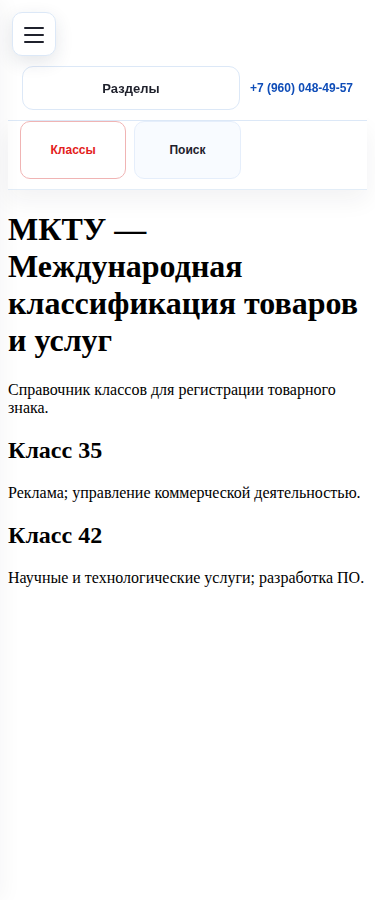 Разделы
+7 (960) 048-49-57
Классы
Поиск
МКТУ —
Международная
классификация товаров
и услуг
Справочник классов для регистрации товарного
знака.
Класс 35
Реклама; управление коммерческой деятельностью.
Класс 42
Научные и технологические услуги; разработка ПО.